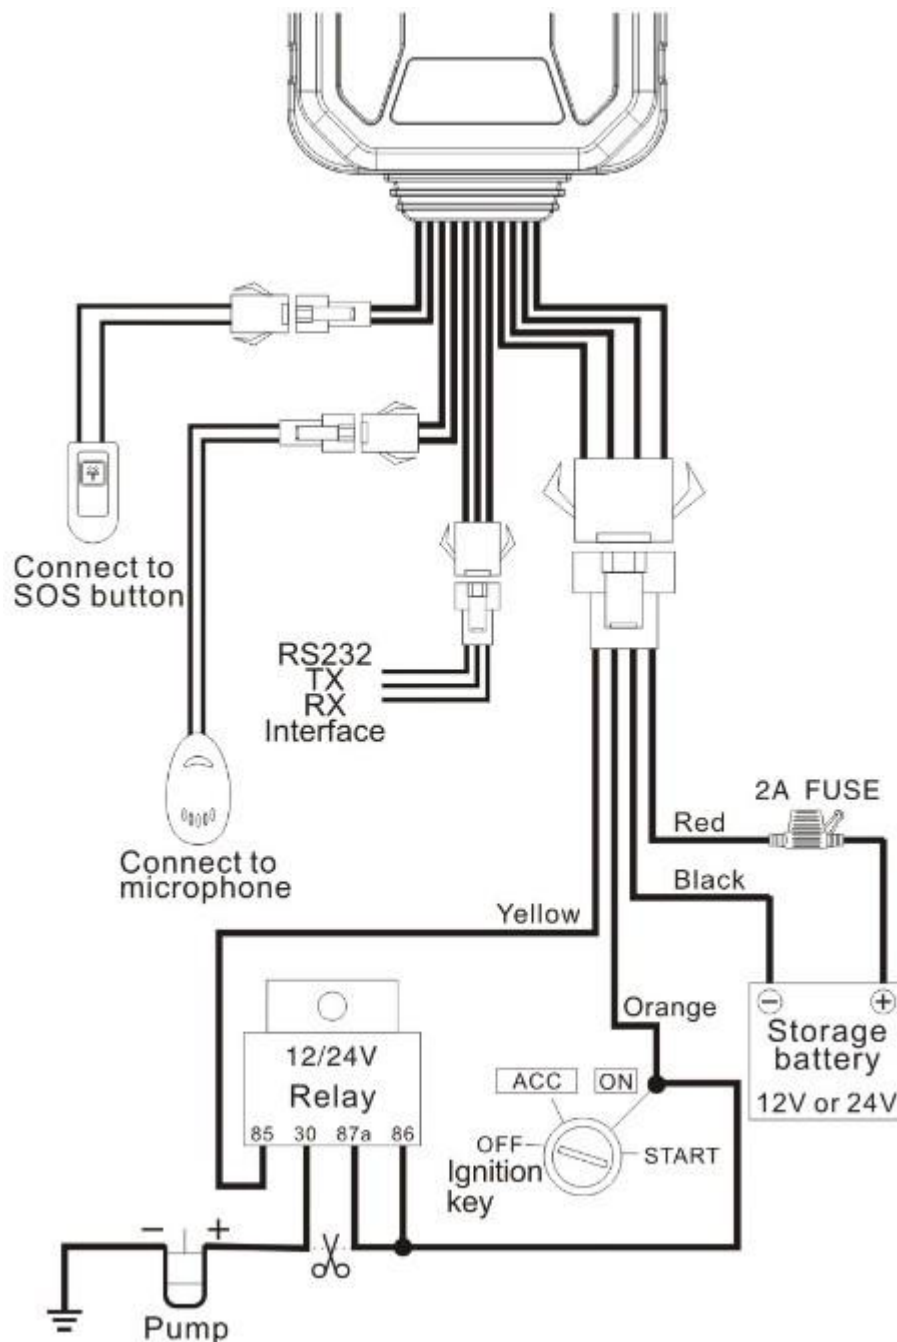 Connect to
SOS button
RS232
TX
RX
Interface
Connect to
microphone
2A FUSE
Red
Black
Yellow
Orange
Storage
battery
12V or 24V
12/24V
Relay
85 30 87a 86
ACC ON
OFF START
Ignition
key
Pump